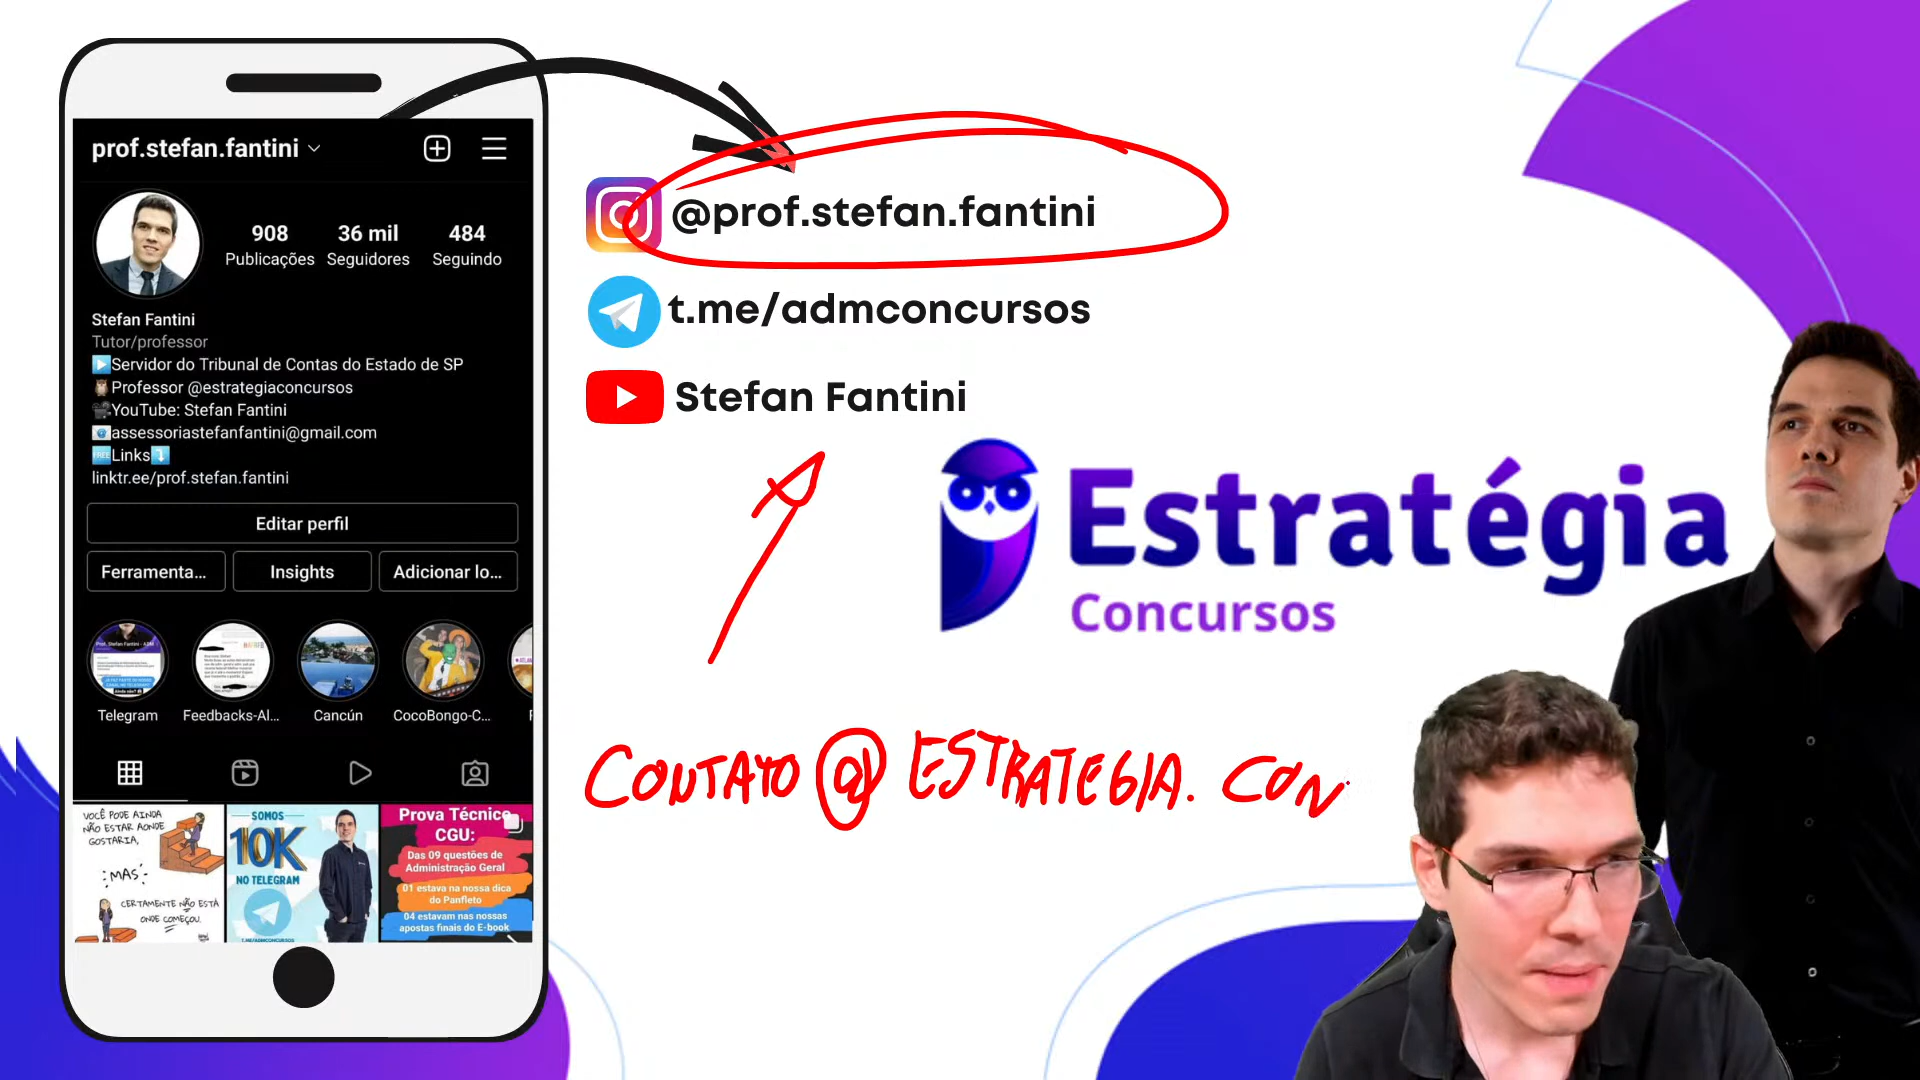 prof.stefan.fantini
908
Publicações
36 mil
Seguidores
484
Seguindo
Stefan Fantini
Tutor/professor
Servidor do Tribunal de Contas do Estado de SP
Professor @estrategiaconcursos
YouTube: Stefan Fantini
assessoriastefanfantini@gmail.com
FREE Links
linktr.ee/prof.stefan.fantini
Editar perfil
Ferramenta...
Insights
Adicionar lo...
Telegram
Feedbacks-Al...
Cancún
CocoBongo-C...
VOCÊ PODE AINDA
NÃO ESTAR AONDE
GOSTARIA,
MAS
CERTAMENTE NÃO ESTÁ
ONDE COMEÇOU.
SOMOS
10K
NO TELEGRAM
T.ME/ADMCONCURSOS
Prova Técnico
CGU:
Das 09 questões de
Administração Geral
01 estava na nossa dica
do Panfleto
04 estavam nas nossas
apostas finais do E-book
@prof.stefan.fantini
t.me/admconcursos
Stefan Fantini
Estratégia
Concursos
CONTATO@ESTRATEGIA.CON